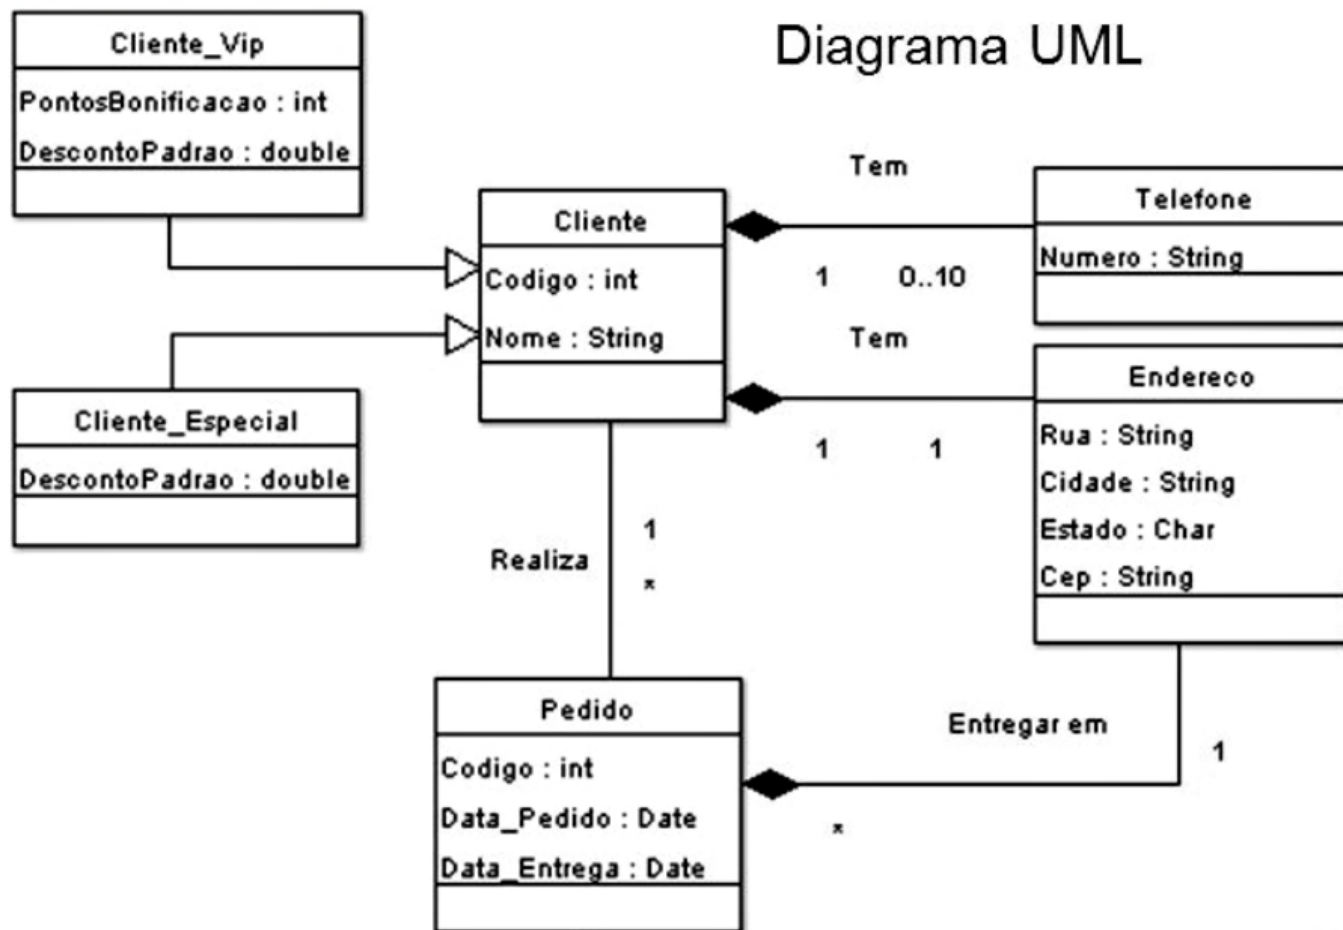 Diagrama UML
Cliente_Vip
PontosBonificacao : int
DescontoPadrao : double
Cliente
Codigo : int
Nome : String
Cliente_Especial
DescontoPadrao : double
Tem
1 0..10
Telefone
Numero : String
Tem
1 1
Endereco
Rua : String
Cidade : String
Estado : Char
Cep : String
Realiza
1
*
Pedido
Codigo : int
Data_Pedido : Date
Data_Entrega : Date
Entregar em
1
*